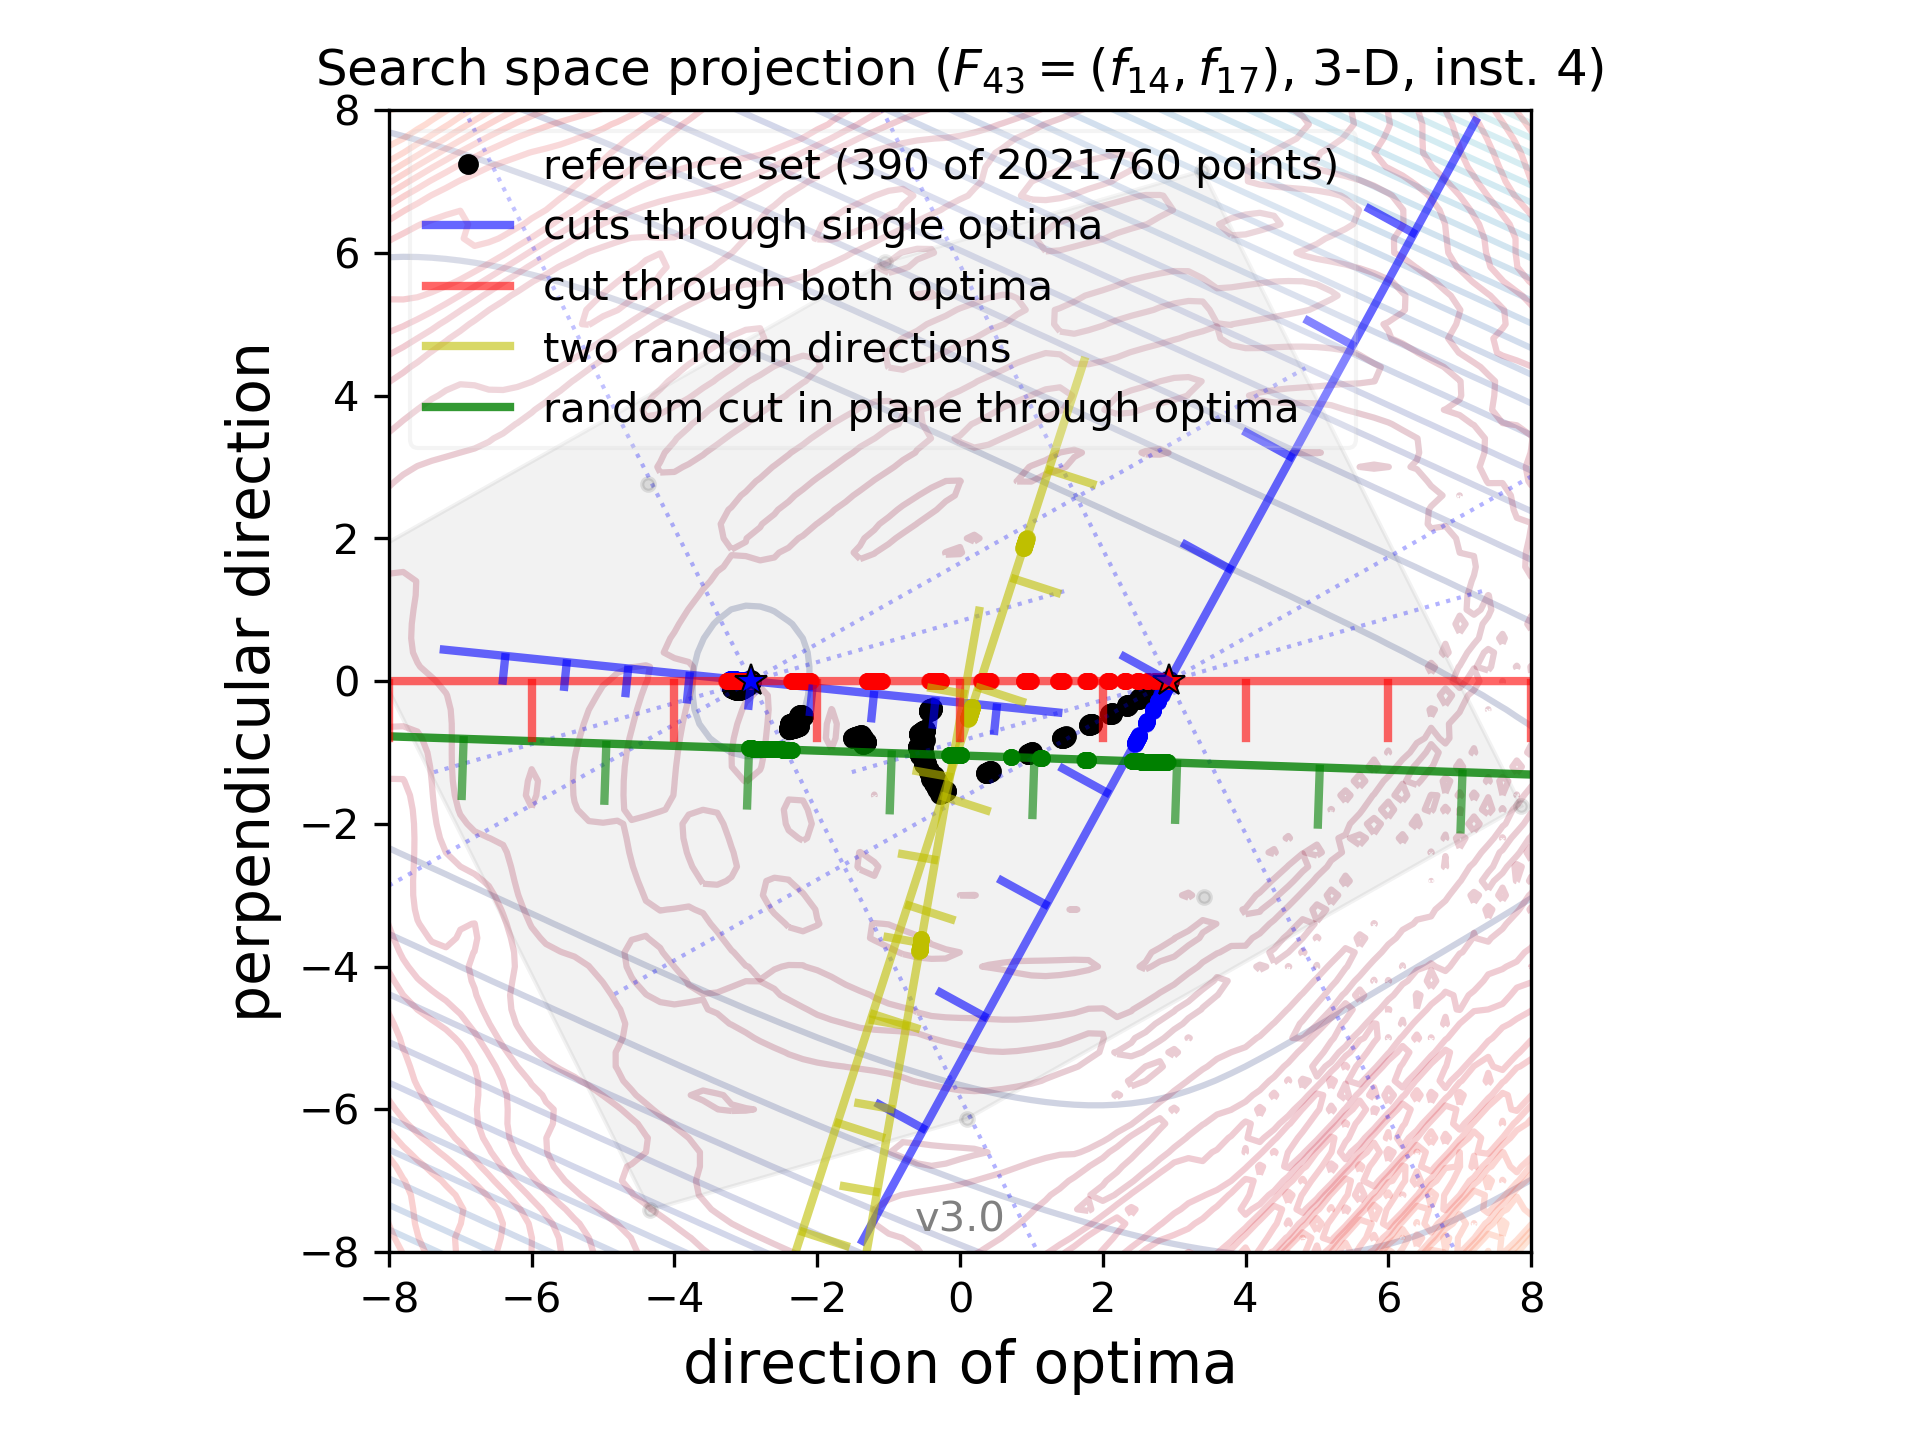 Search space projection (F43 = (f14, f17), 3-D, inst. 4)
reference set (390 of 2021760 points)
cuts through single optima
cut through both optima
two random directions
random cut in plane through optima
perpendicular direction
8
6
4
2
0
−2
−4
−6
−8
v3.0
−8 −6 −4 −2 0 2 4 6 8
direction of optima